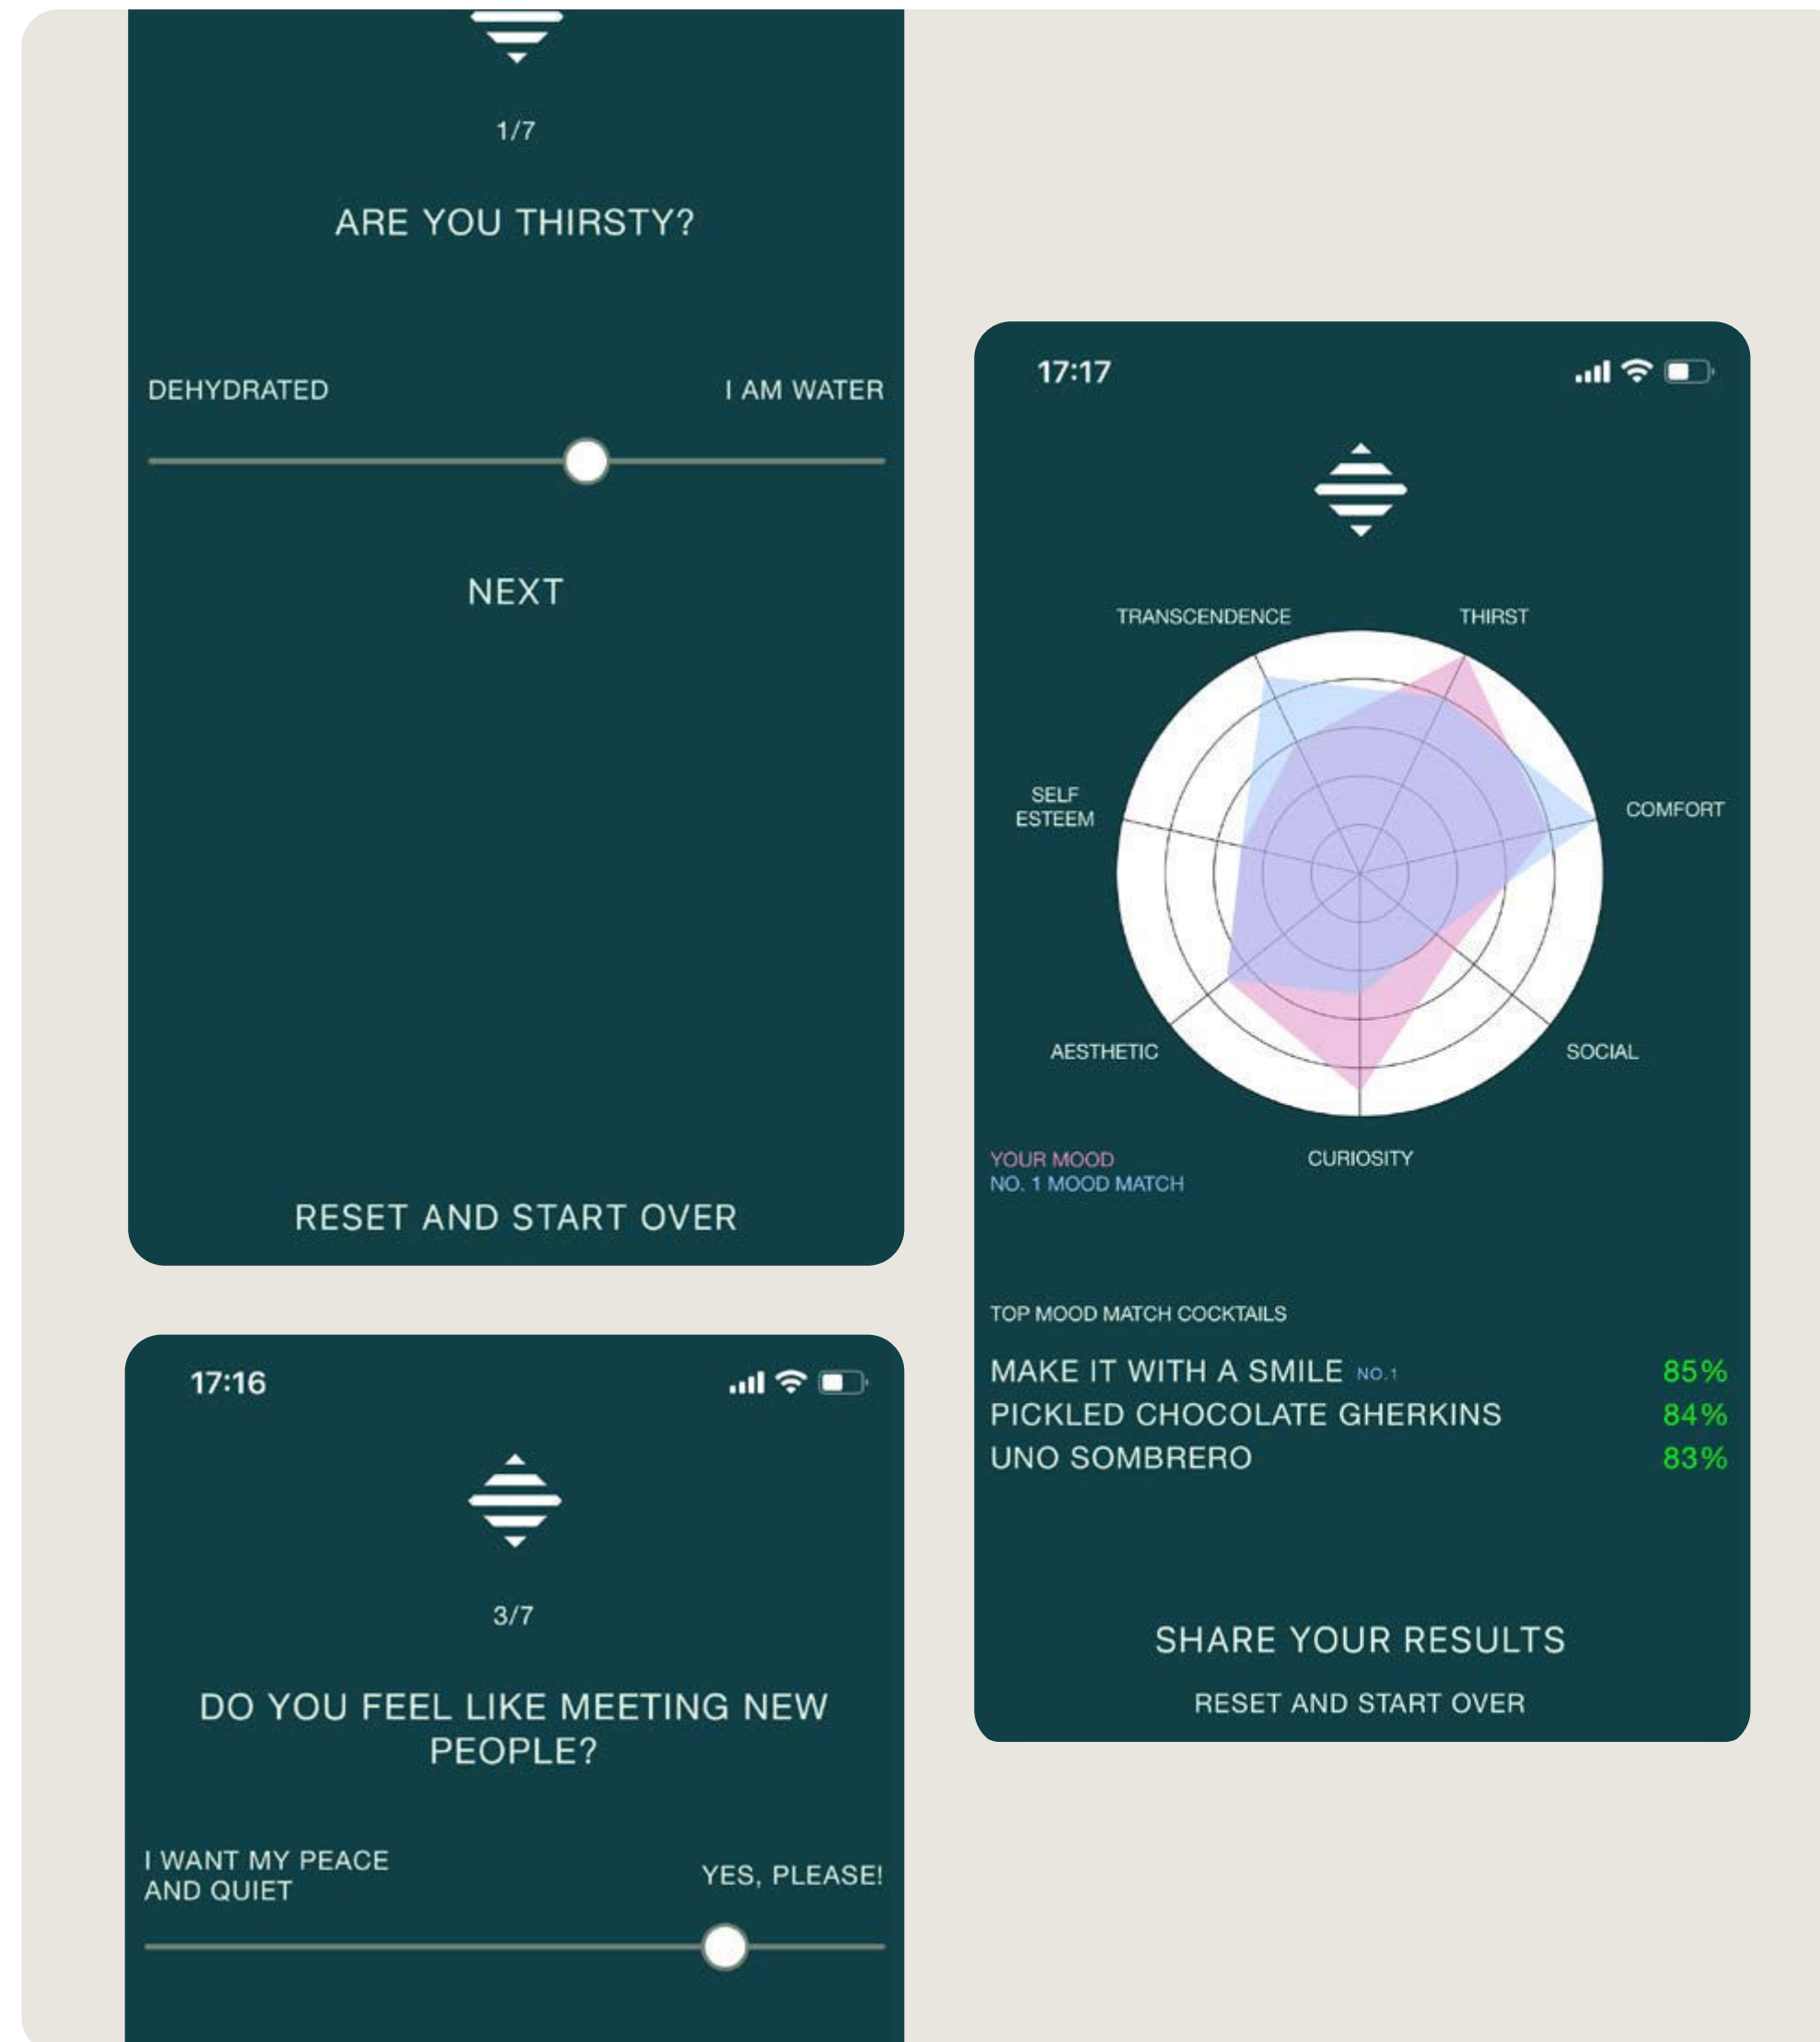 1/7
ARE YOU THIRSTY?
DEHYDRATED
I AM WATER
NEXT
RESET AND START OVER
17:16
3/7
DO YOU FEEL LIKE MEETING NEW
PEOPLE?
I WANT MY PEACE
AND QUIET
YES, PLEASE!
17:17
TRANSCENDENCE
THIRST
SELF
ESTEEM
COMFORT
AESTHETIC
SOCIAL
CURIOSITY
YOUR MOOD
NO. 1 MOOD MATCH
TOP MOOD MATCH COCKTAILS
MAKE IT WITH A SMILE NO.1 85%
PICKLED CHOCOLATE GHERKINS 84%
UNO SOMBRERO 83%
SHARE YOUR RESULTS
RESET AND START OVER